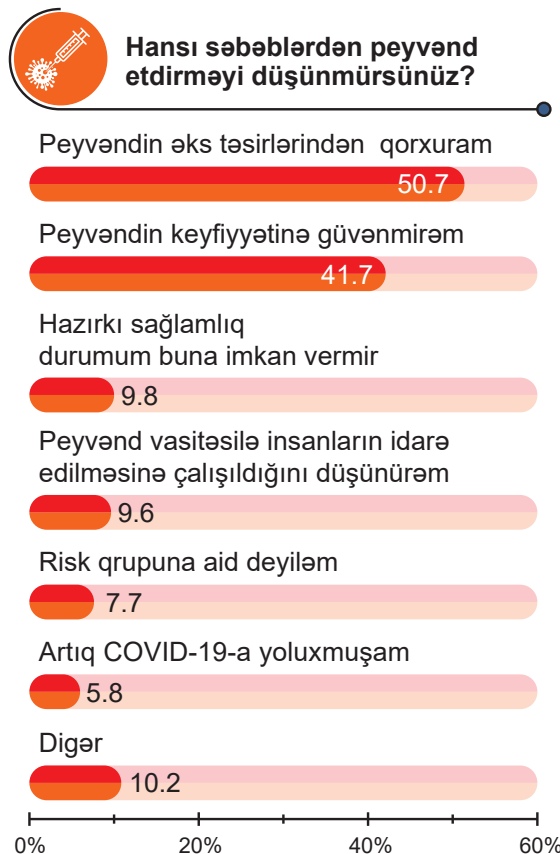 Hansı səbəblərdən peyvənd
etdirməyi düşünmürsünüz?
Peyvəndin əks təsirlərindən qorxuram
50.7
Peyvəndin keyfiyyətinə güvənmirəm
41.7
Hazırkı sağlamlıq
durumum buna imkan vermir
9.8
Peyvənd vasitəsilə insanların idarə
edilməsinə çalışıldığını düşünürəm
9.6
Risk qrupuna aid deyiləm
7.7
Artıq COVID-19-a yoluxmuşam
5.8
Digər
10.2
0% 20% 40% 60%